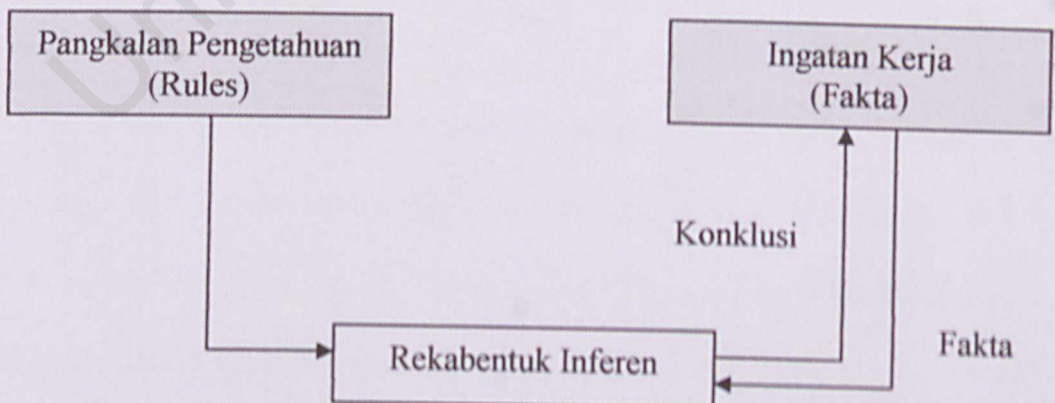 Pangkalan Pengetahuan
(Rules)
Ingatan Kerja
(Fakta)
Konklusi
Fakta
Rekabentuk Inferen